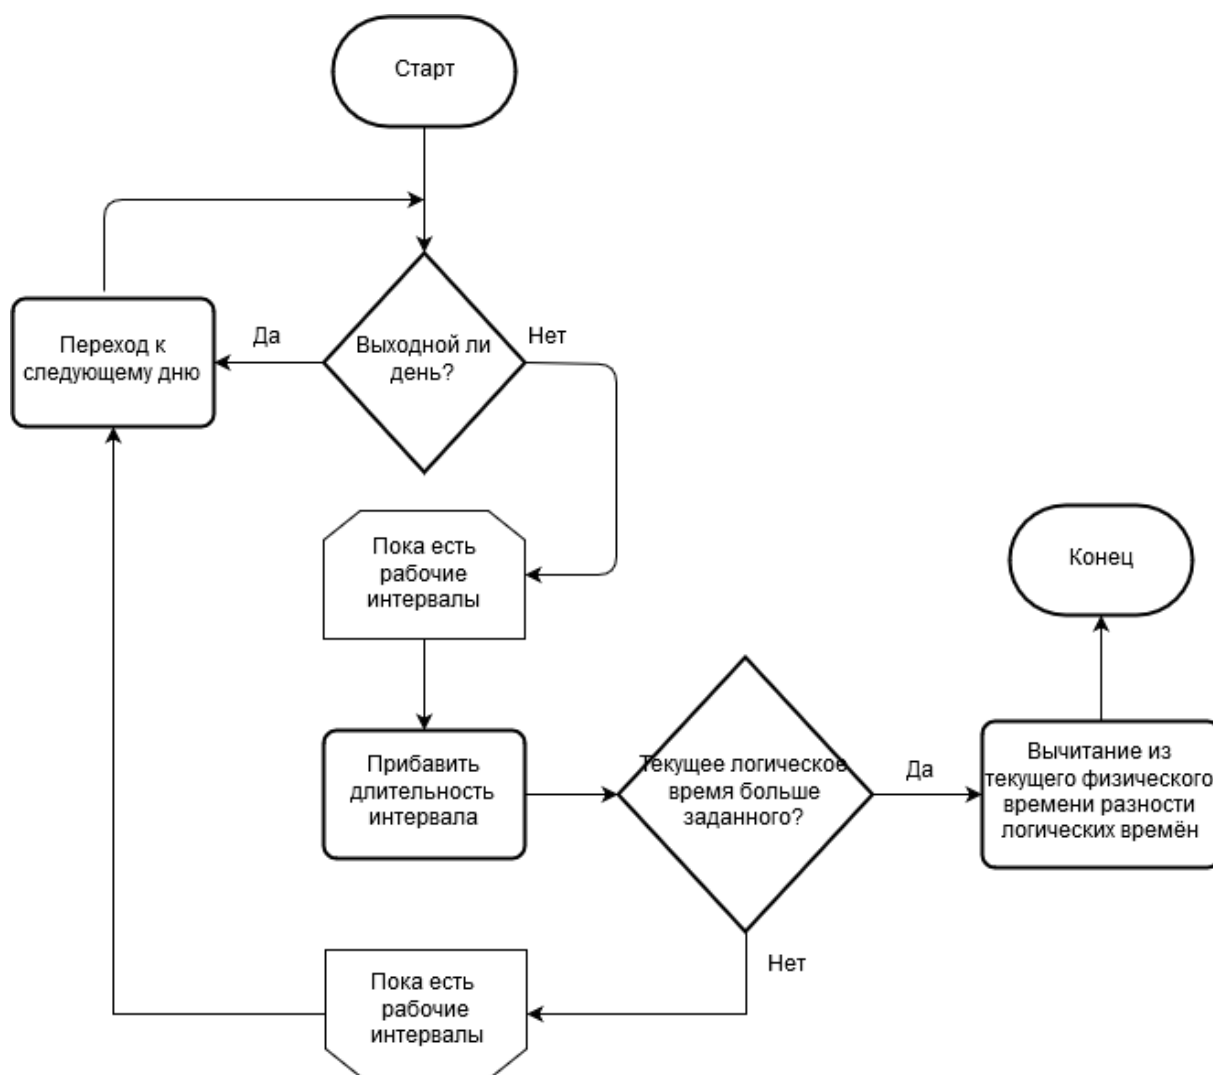 Старт
Переход к
следующему дню
Да
Выходной ли
день?
Нет
Пока есть
рабочие
интервалы
Прибавить
длительность
интервала
Текущее логическое
время больше
заданного?
Да
Вычитание из
текущего физического
времени разности
логических времён
Конец
Нет
Пока есть
рабочие
интервалы